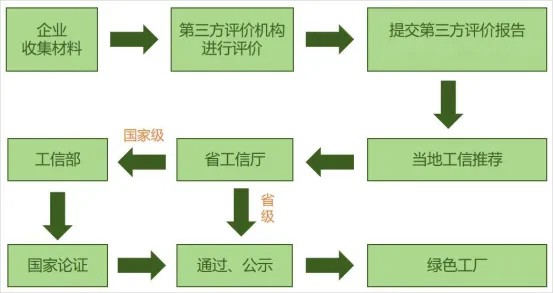 企业
收集材料
第三方评价机构
进行评价
提交第三方评价报告
当地工信推荐
省工信厅
国家级
工信部
省
级
国家论证
通过、公示
绿色工厂